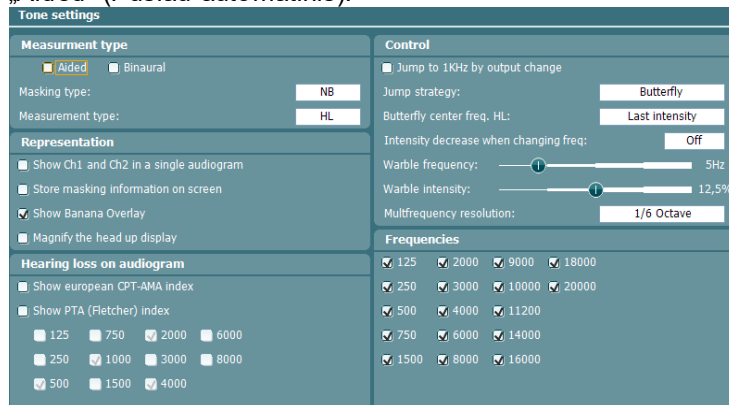 Tone settings
Measurment type
Aided Binaural
Masking type: NB
Measurement type: HL
Representation
Show Ch1 and Ch2 in a single audiogram
Store masking information on screen
Show Banana Overlay
Magnify the head up display
Hearing loss on audiogram
Show european CPT-AMA index
Show PTA (Fletcher) index
125 750 2000 6000
250 1000 3000 8000
500 1500 4000
Control
Jump to 1KHz by output change
Jump strategy: Butterfly
Butterfly center freq. HL: Last intensity
Intensity decrease when changing freq: Off
Warble frequency: 5Hz
Warble intensity: 12,5%
Multfrequency resolution: 1/6 Octave
Frequencies
125 2000 9000 18000
250 3000 10000 20000
500 4000 11200
750 6000 14000
1500 8000 16000